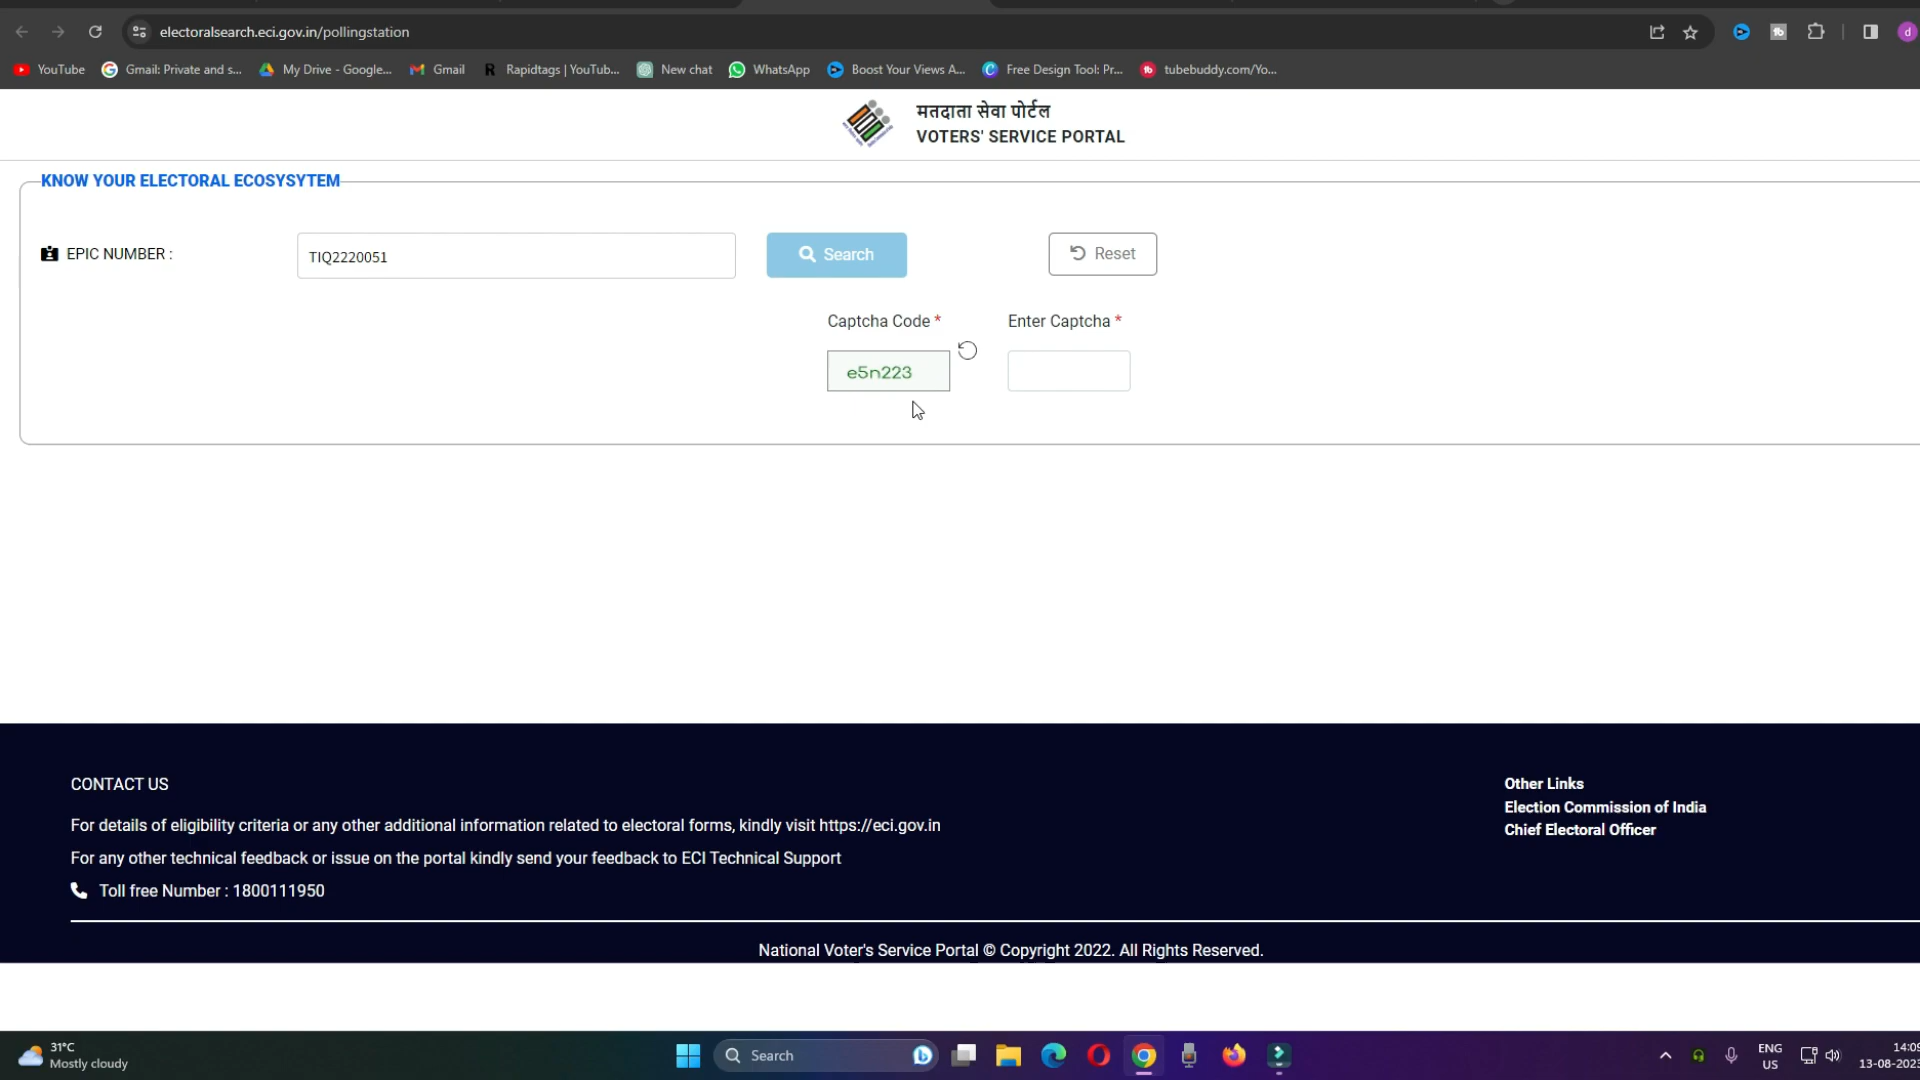 electoralsearch.eci.gov.in/pollingstation
YouTube
Gmail: Private and s...
My Drive - Google...
Gmail
Rapidtags | YouTub...
New chat
WhatsApp
Boost Your Views A...
Free Design Tool: Pr...
tubebuddy.com/Yo...
मतदाता सेवा पोर्टल
VOTERS' SERVICE PORTAL
KNOW YOUR ELECTORAL ECOSYSYTEM
EPIC NUMBER :
TIQ2220051
Search
Reset
Captcha Code *
Enter Captcha *
e5n223
CONTACT US
For details of eligibility criteria or any other additional information related to electoral forms, kindly visit https://eci.gov.in
For any other technical feedback or issue on the portal kindly send your feedback to ECI Technical Support
Toll free Number : 1800111950
Other Links
Election Commission of India
Chief Electoral Officer
National Voter's Service Portal © Copyright 2022. All Rights Reserved.
31°C
Mostly cloudy
Search
ENG
US
14:09
13-08-2023